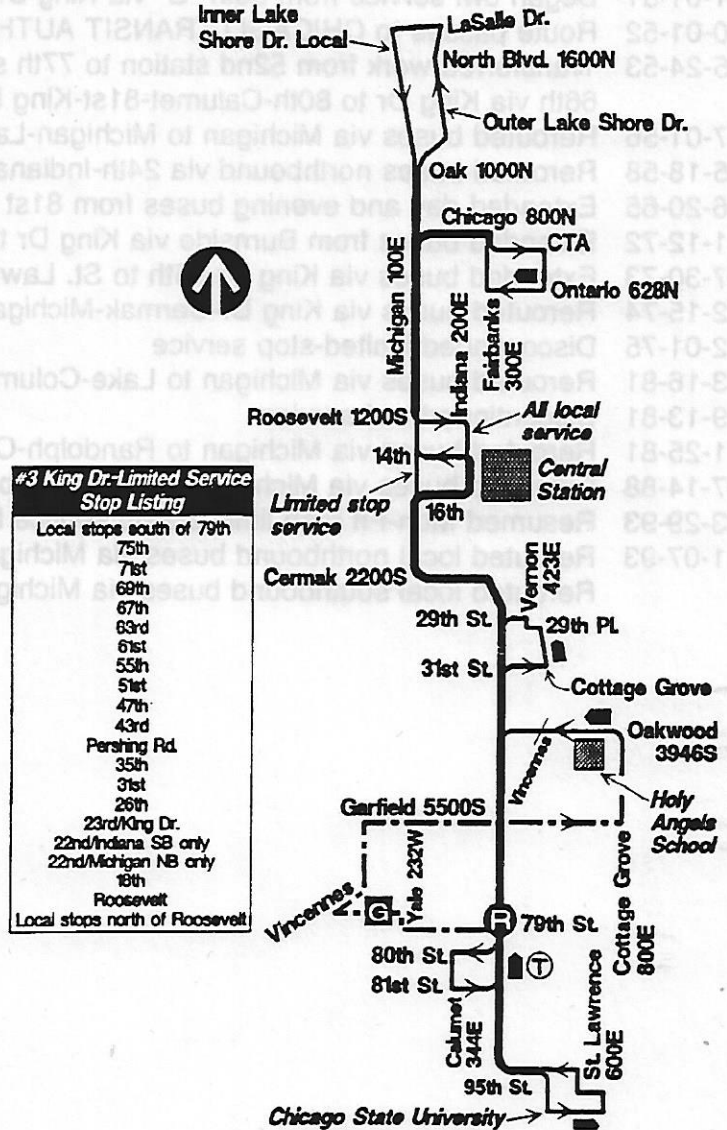 Inner Lake
Shore Dr. Local
LaSalle Dr.
North Blvd. 1600N
Outer Lake Shore Dr.
Oak 1000N
Chicago 800N
CTA
Ontario 628N
Michigan 100E
Indiana 200E
Fairbanks
300E
Roosevelt 1200S
All local
service
14th
Central
Station
Limited stop
service
16th
#3 King Dr.-Limited Service
Stop Listing
Local stops south of 79th
75th
71st
69th
67th
63rd
61st
55th
51st
47th
43rd
Pershing Rd.
35th
31st
26th
23rd/King Dr.
22nd/Indiana SB only
22nd/Michigan NB only
18th
Roosevelt
Local stops north of Roosevelt
Cermak 2200S
Vernon
423E
29th St.
29th Pl.
31st St.
Cottage Grove
Oakwood
3946S
Vincennes
Holy
Angels
School
Garfield 5500S
Yale 232W
Vincennes
G
R
79th St.
Cottage Grove
800E
80th St.
T
81st St.
Calumet
344E
St. Lawrence
600E
95th St.
Chicago State University